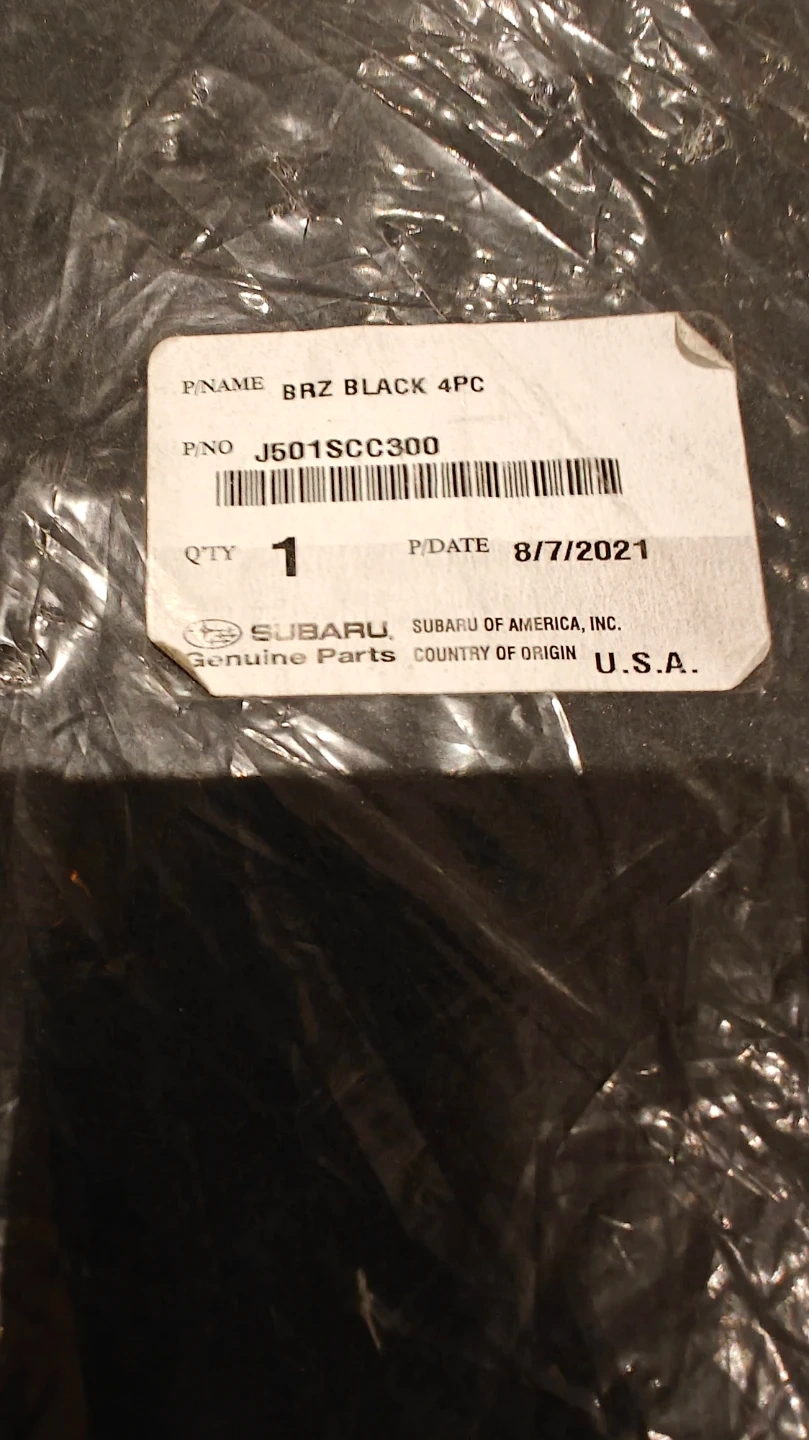 P/NAME BRZ BLACK 4PC
P/NO J501SCC300
Q'TY 1 P/DATE 8/7/2021
SUBARU. SUBARU OF AMERICA, INC.
Genuine Parts COUNTRY OF ORIGIN U.S.A.